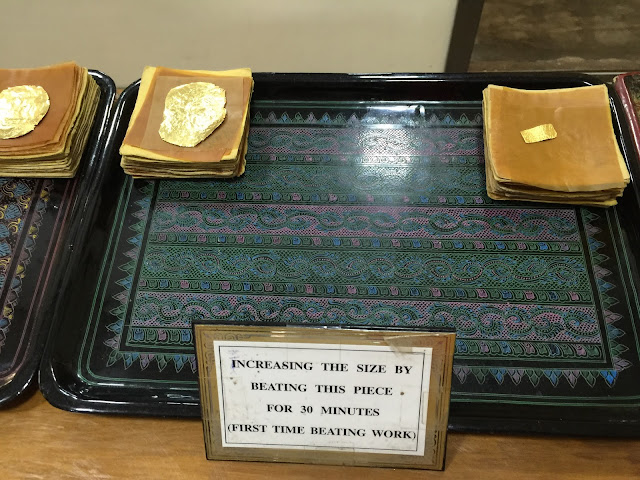 INCREASING THE SIZE BY
BEATING THIS PIECE
FOR 30 MINUTES
(FIRST TIME BEATING WORK)